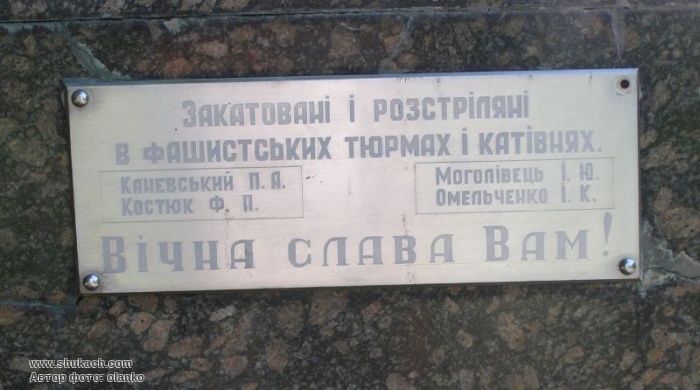 Закатовані і розстріляні
в фашистських тюрмах і катівнях.
Каневський П. А.
Костюк Ф. П.
Моголівець І. Ю.
Омельченко І. К.
Вічна слава Вам!
www.shukach.com
Автор фото: olanko